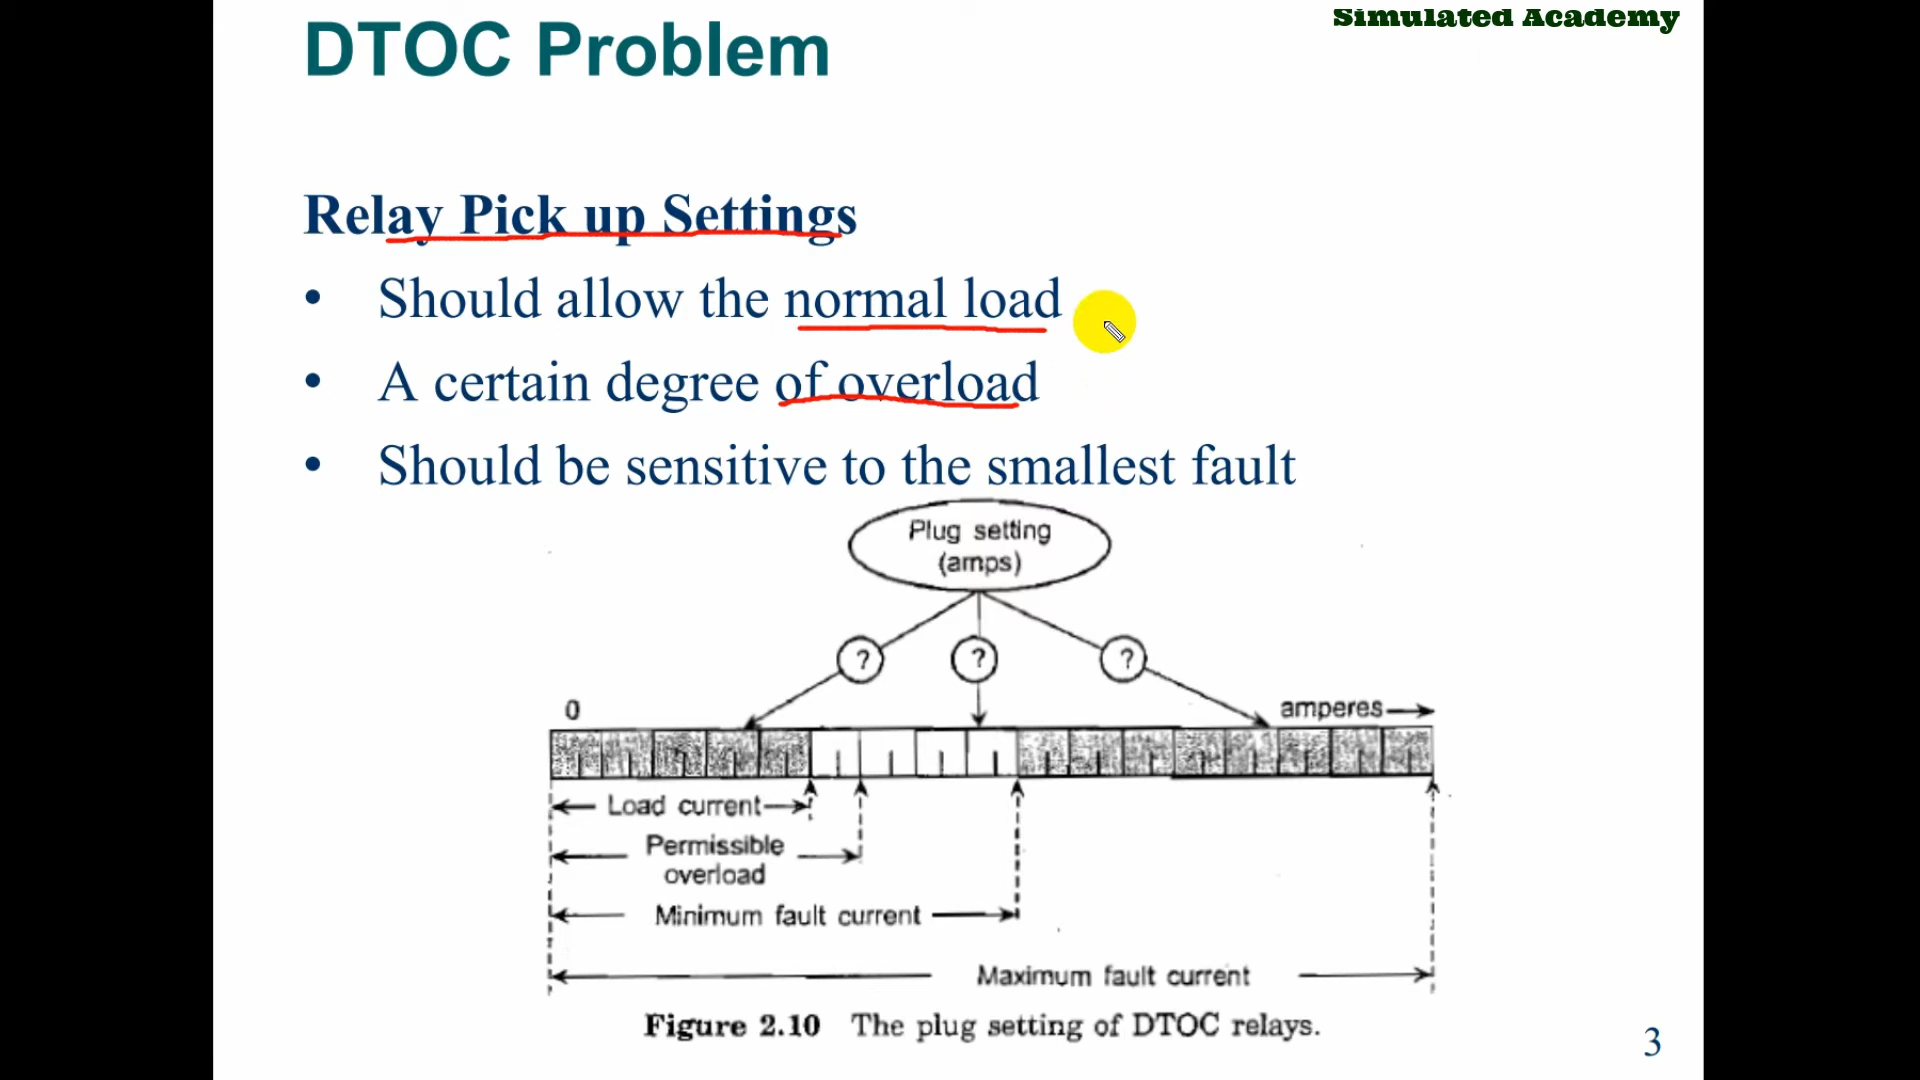 Simulated Academy
DTOC Problem
Relay Pick up Settings
• Should allow the normal load
• A certain degree of overload
• Should be sensitive to the smallest fault
Plug setting
(amps)
? ? ?
0 amperes
Load current
Permissible
overload
Minimum fault current
Maximum fault current
Figure 2.10 The plug setting of DTOC relays.
3